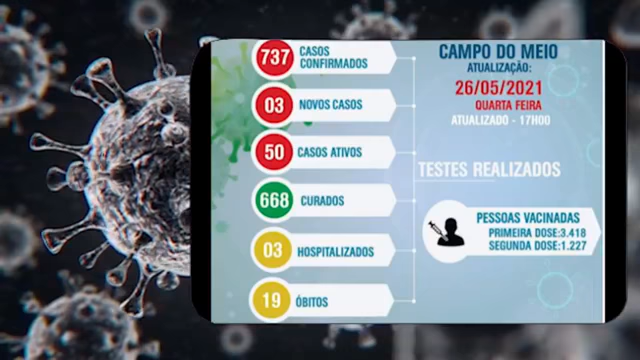 737
CASOS
CONFIRMADOS
03
NOVOS CASOS
50
CASOS ATIVOS
668
CURADOS
03
HOSPITALIZADOS
19
ÓBITOS
CAMPO DO MEIO
ATUALIZAÇÃO:
26/05/2021
QUARTA FEIRA
ATUALIZADO - 17H00
TESTES REALIZADOS
PESSOAS VACINADAS
PRIMEIRA DOSE:3.418
SEGUNDA DOSE:1.227